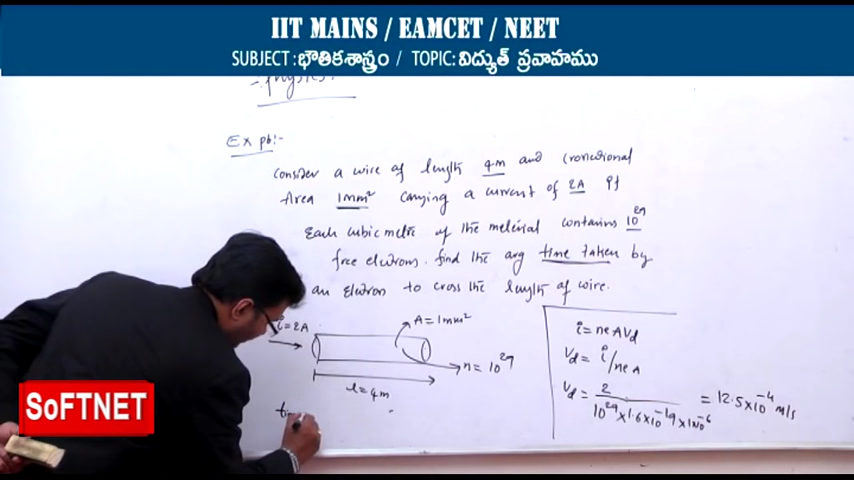 IIT MAINS / EAMCET / NEET
SUBJECT : భౌతికశాస్త్రం / TOPIC: విద్యుత్ ప్రవాహము
Physics.
Ex pb:-
Consider a wire of length 4m and
Area 1mm² carrying a current of 2A If
Each cubic metre of the material contains 10²⁹
free electrons. find the avg time taken by
an Electron to cross the length of wire.
i=2A
A=1mm²
n= 10²⁹
l=4m
i= neAVd
Vd= i/neA
Vd= 2/10²⁹×1.6×10⁻¹⁹×1×10⁻⁶ = 12.5×10⁻⁴ m/s
SoFTNET